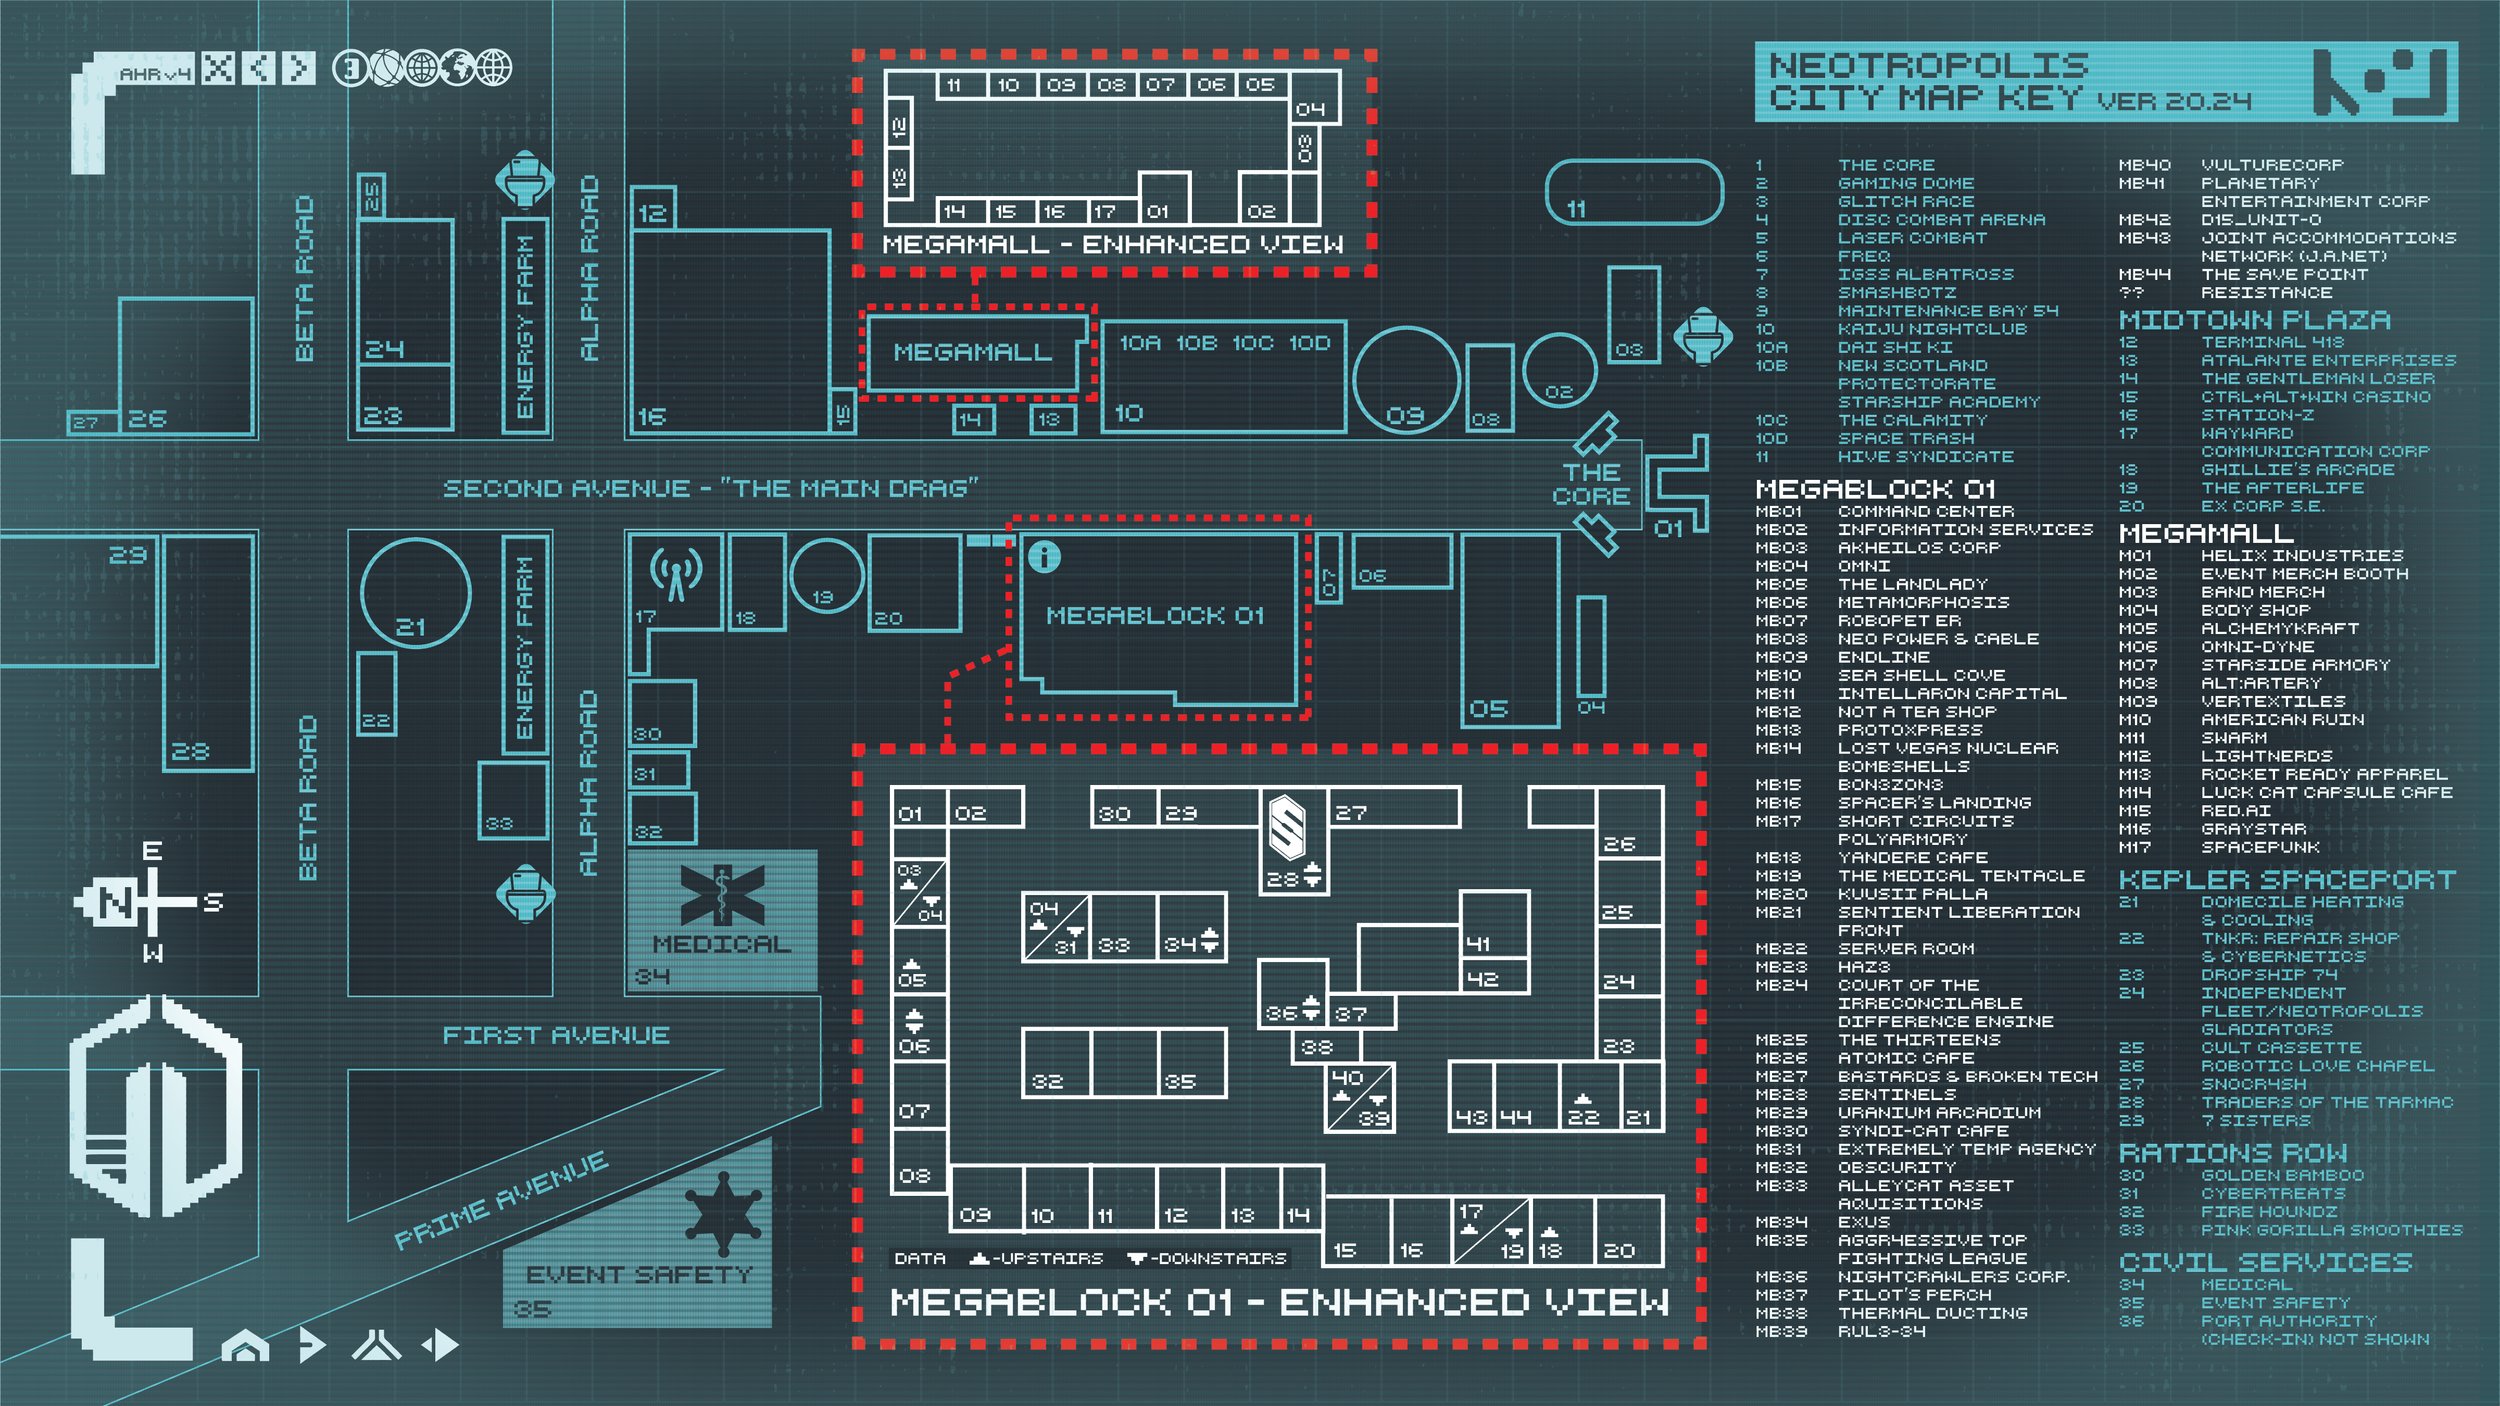 AHR v4
NEOTROPOLIS
CITY MAP KEY VER 20.24
11 10 09 08 07 06 05
04
03
12
13
14 15 16 17 01 02
MEGAMALL - ENHANCED VIEW
BETA ROAD
ALPHA ROAD
ENERGY FARM
25
24
23
26
27
12
16
15
MEGAMALL
14
13
10A 10B 10C 10D
10
09
08
02
03
11
SECOND AVENUE - "THE MAIN DRAG"
THE
CORE
01
29
28
21
22
ENERGY FARM
33
BETA ROAD
ALPHA ROAD
17
18
19
20
i
MEGABLOCK 01
07
06
05
04
30
31
32
MEDICAL
34
E
N
S
W
FIRST AVENUE
PRIME AVENUE
EVENT SAFETY
35
01 02 30 29 28 27 26
03 04
04 31 33 34
05
06
07
08
32 35
36 37
38
40 39
41
42
25
24
23
43 44 22 21
09 10 11 12 13 14
15 16 17 19 18 20
DATA -UPSTAIRS -DOWNSTAIRS
MEGABLOCK 01 - ENHANCED VIEW
1 THE CORE
2 GAMING DOME
3 GLITCH RACE
4 DISC COMBAT ARENA
5 LASER COMBAT
6 FREQ
7 IGSS ALBATROSS
8 SMASHBOTZ
9 MAINTENANCE BAY 54
10 KAIJU NIGHTCLUB
10A DAI SHI KI
10B NEW SCOTLAND
PROTECTORATE
STARSHIP ACADEMY
10C THE CALAMITY
10D SPACE TRASH
11 HIVE SYNDICATE
MEGABLOCK 01
MB01 COMMAND CENTER
MB02 INFORMATION SERVICES
MB03 AKHEILOS CORP
MB04 OMNI
MB05 THE LANDLADY
MB06 METAMORPHOSIS
MB07 ROBOPET ER
MB08 NEO POWER & CABLE
MB09 ENDLINE
MB10 SEA SHELL COVE
MB11 INTELLARON CAPITAL
MB12 NOT A TEA SHOP
MB13 PROTOXPRESS
MB14 LOST VEGAS NUCLEAR
BOMBSHELLS
MB15 BON3ZON3
MB16 SPACER'S LANDING
MB17 SHORT CIRCUITS
POLYARMORY
MB18 YANDERE CAFE
MB19 THE MEDICAL TENTACLE
MB20 KUUSII PALLA
MB21 SENTIENT LIBERATION
FRONT
MB22 SERVER ROOM
MB23 HAZ3
MB24 COURT OF THE
IRRECONCILABLE
DIFFERENCE ENGINE
MB25 THE THIRTEENS
MB26 ATOMIC CAFE
MB27 BASTARDS & BROKEN TECH
MB28 SENTINELS
MB29 URANIUM ARCADIUM
MB30 SYNDI-CAT CAFE
MB31 EXTREMELY TEMP AGENCY
MB32 OBSCURITY
MB33 ALLEYCAT ASSET
AQUISITIONS
MB34 EXUS
MB35 AGGR4ESSIVE TOP
FIGHTING LEAGUE
MB36 NIGHTCRAWLERS CORP.
MB37 PILOT'S PERCH
MB38 THERMAL DUCTING
MB39 RUL3-34
MB40 VULTURECORP
MB41 PLANETARY
ENTERTAINMENT CORP
MB42 D15_UNIT-0
MB43 JOINT ACCOMMODATIONS
NETWORK (J.A.NET)
MB44 THE SAVE POINT
?? RESISTANCE
MIDTOWN PLAZA
12 TERMINAL 418
13 ATALANTE ENTERPRISES
14 THE GENTLEMAN LOSER
15 CTRL+ALT+WIN CASINO
16 STATION-Z
17 WAYWARD
COMMUNICATION CORP
18 GHILLIE'S ARCADE
19 THE AFTERLIFE
20 EX CORP S.E.
MEGAMALL
M01 HELIX INDUSTRIES
M02 EVENT MERCH BOOTH
M03 BAND MERCH
M04 BODY SHOP
M05 ALCHEMYKRAFT
M06 OMNI-DYNE
M07 STARSIDE ARMORY
M08 ALT:ARTERY
M09 VERTEXTILES
M10 AMERICAN RUIN
M11 SWARM
M12 LIGHTNERDS
M13 ROCKET READY APPAREL
M14 LUCK CAT CAPSULE CAFE
M15 RED.AI
M16 GRAYSTAR
M17 SPACEPUNK
KEPLER SPACEPORT
21 DOMECILE HEATING
& COOLING
22 TNKR: REPAIR SHOP
& CYBERNETICS
23 DROPSHIP 74
24 INDEPENDENT
FLEET/NEOTROPOLIS
GLADIATORS
25 CULT CASSETTE
26 ROBOTIC LOVE CHAPEL
27 SNOCR4SH
28 TRADERS OF THE TARMAC
29 7 SISTERS
RATIONS ROW
30 GOLDEN BAMBOO
31 CYBERTREATS
32 FIRE HOUNDZ
33 PINK GORILLA SMOOTHIES
CIVIL SERVICES
34 MEDICAL
35 EVENT SAFETY
36 PORT AUTHORITY
(CHECK-IN) NOT SHOWN